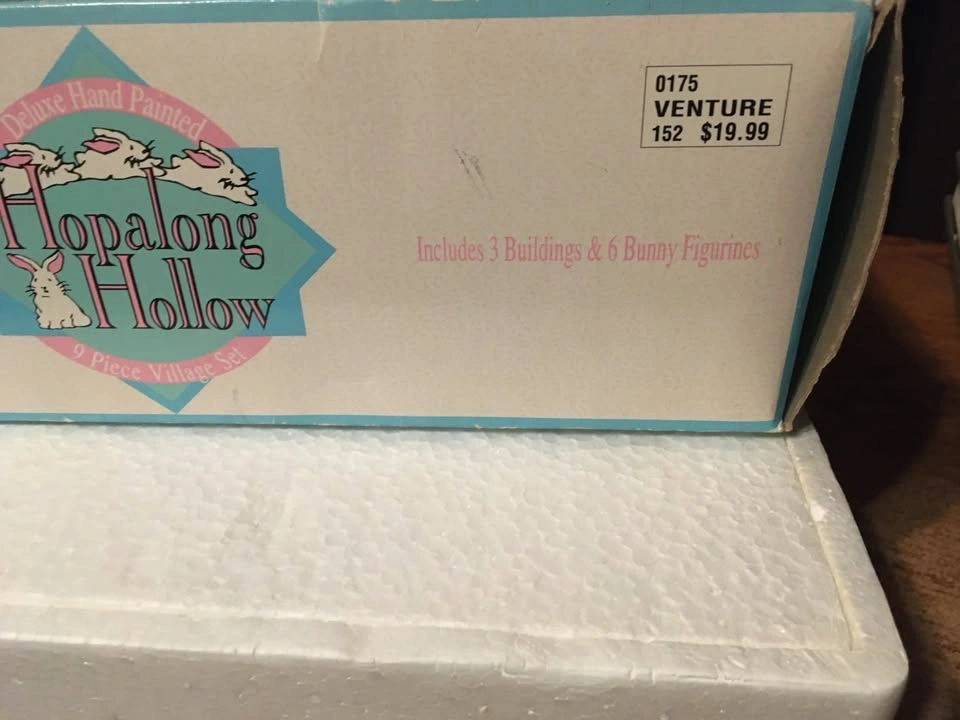 Deluxe Hand Painted
Hopalong
Hollow
9 Piece Village Set
0175
VENTURE
152 $19.99
Includes 3 Buildings & 6 Bunny Figurines